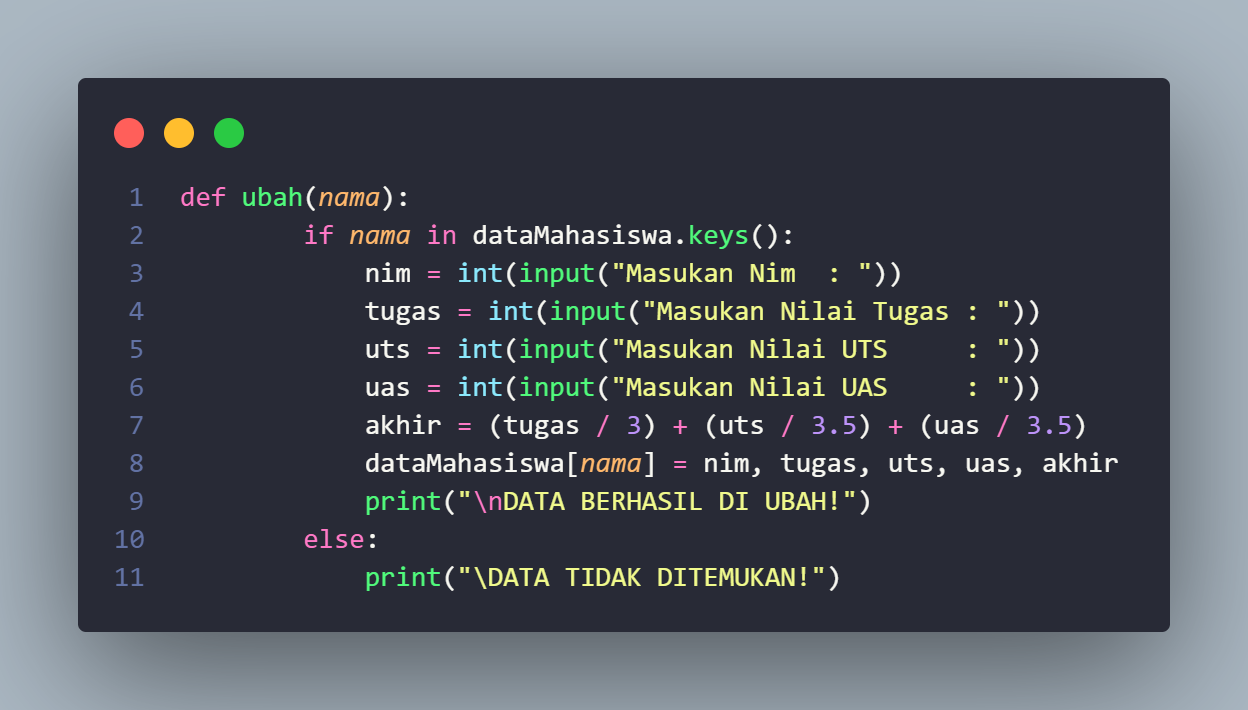 1 def ubah(nama):
2         if nama in dataMahasiswa.keys():
3             nim = int(input("Masukan Nim  : "))
4             tugas = int(input("Masukan Nilai Tugas : "))
5             uts = int(input("Masukan Nilai UTS     : "))
6             uas = int(input("Masukan Nilai UAS     : "))
7             akhir = (tugas / 3) + (uts / 3.5) + (uas / 3.5)
8             dataMahasiswa[nama] = nim, tugas, uts, uas, akhir
9             print("\nDATA BERHASIL DI UBAH!")
10         else:
11             print("\DATA TIDAK DITEMUKAN!")